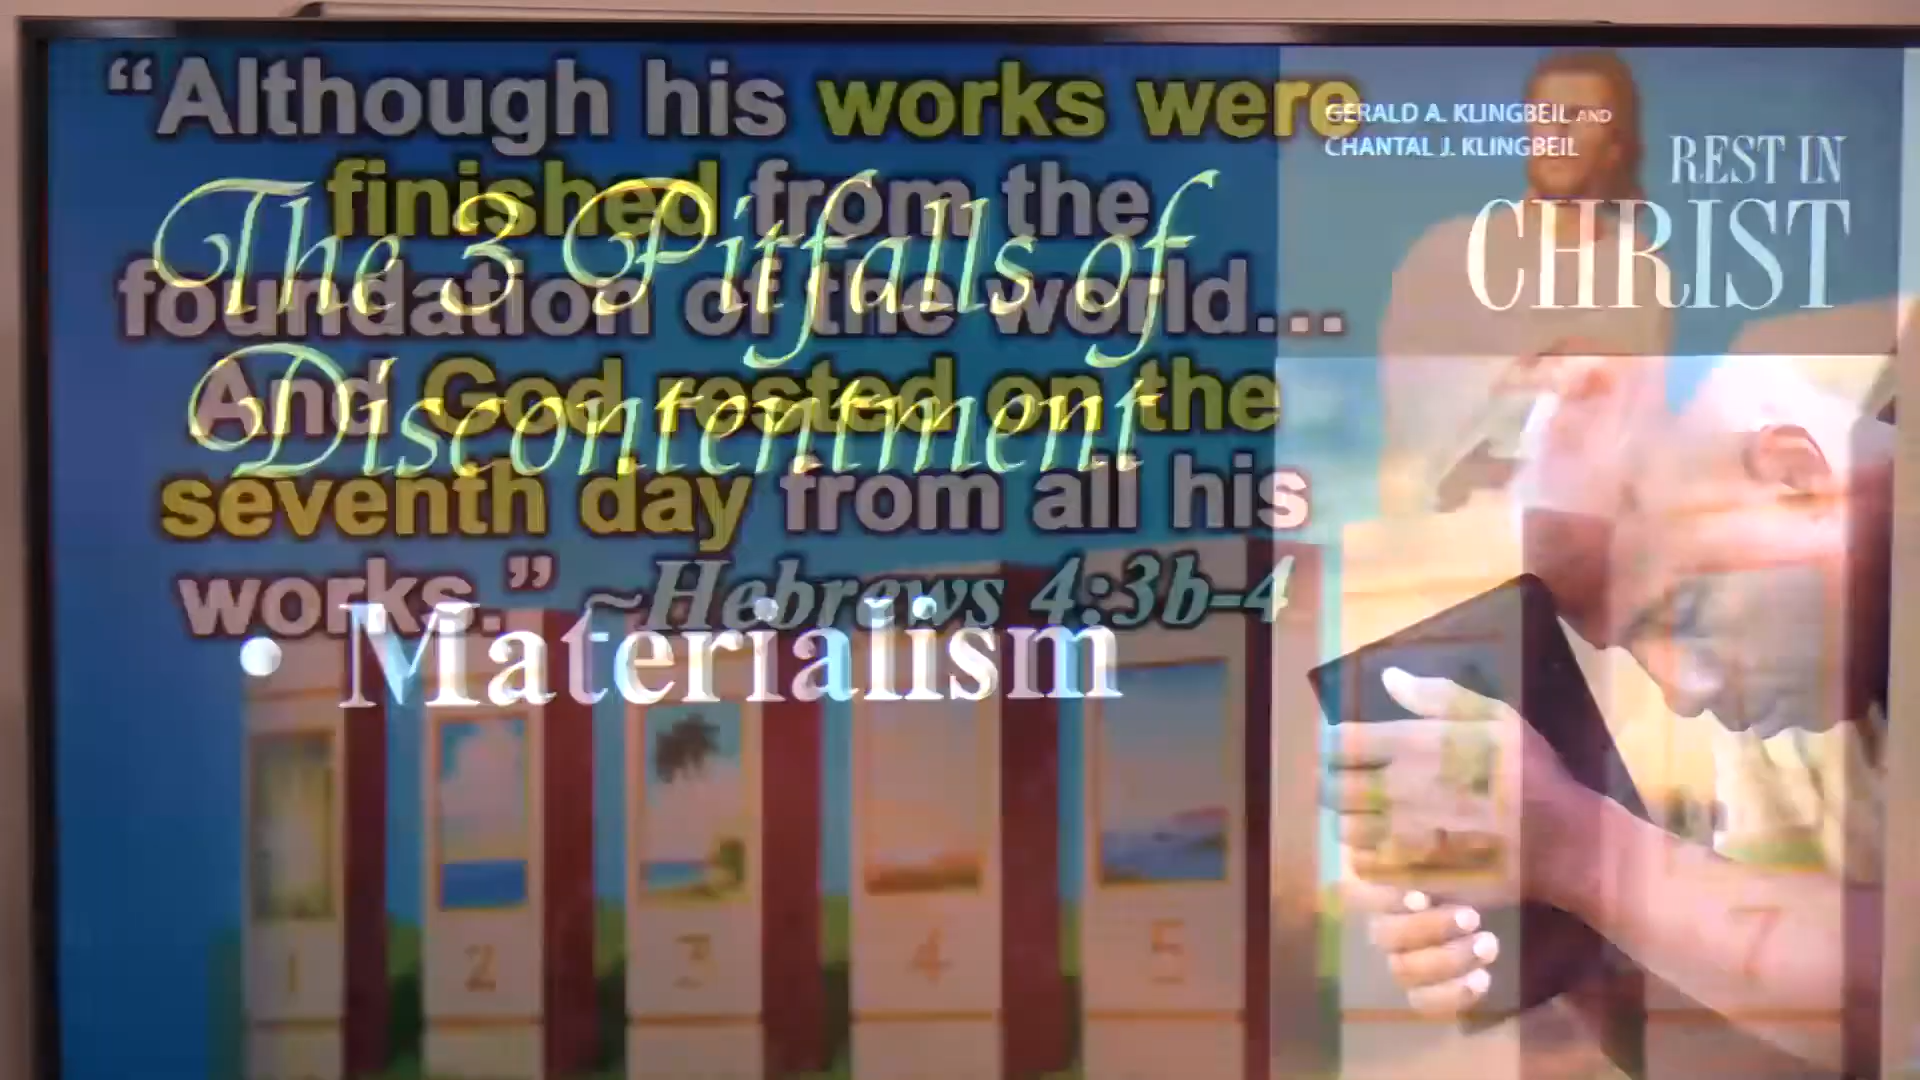 “Although his works were
finished from the
foundation of the world...
And God rested on the
seventh day from all his
works.” ~Hebrews 4:3b-4
The 3 Pitfalls of
Discontentment
• Materialism
GERALD A. KLINGBEIL AND
CHANTAL J. KLINGBEIL
REST IN
CHRIST
1
2
3
4
5
7